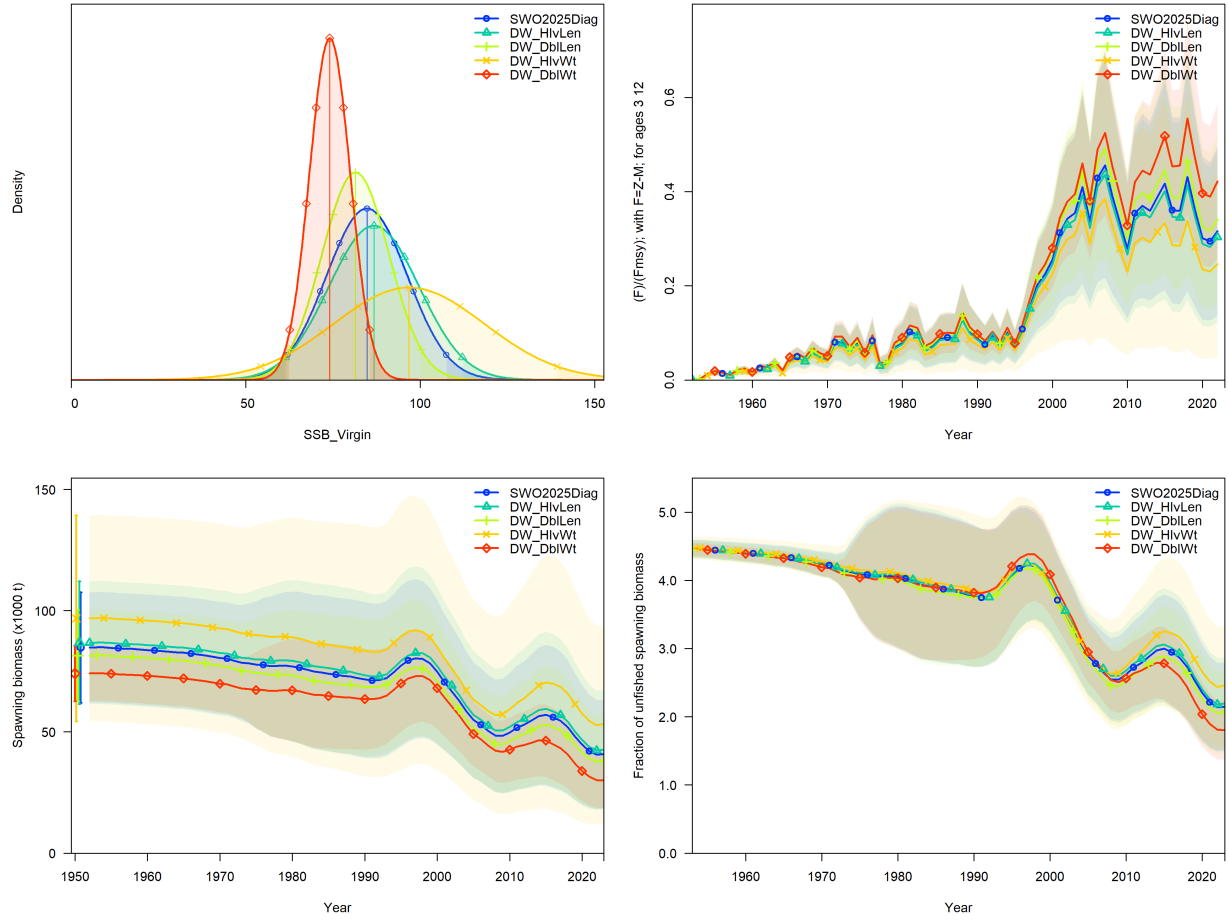 SWO2025Diag
DW_HlvLen
DW_DblLen
DW_HlvWt
DW_DblWt
Density
0
50
100
150
SSB_Virgin
SWO2025Diag
DW_HlvLen
DW_DblLen
DW_HlvWt
DW_DblWt
(F)/(Fmsy); with F=Z-M; for ages 3 12
0.6
0.4
0.2
0.0
1960
1970
1980
1990
2000
2010
2020
Year
SWO2025Diag
DW_HlvLen
DW_DblLen
DW_HlvWt
DW_DblWt
Spawning biomass (x1000 t)
150
100
50
0
1950
1960
1970
1980
1990
2000
2010
2020
Year
SWO2025Diag
DW_HlvLen
DW_DblLen
DW_HlvWt
DW_DblWt
Fraction of unfished spawning biomass
5.0
4.0
3.0
2.0
1.0
0.0
1960
1970
1980
1990
2000
2010
2020
Year